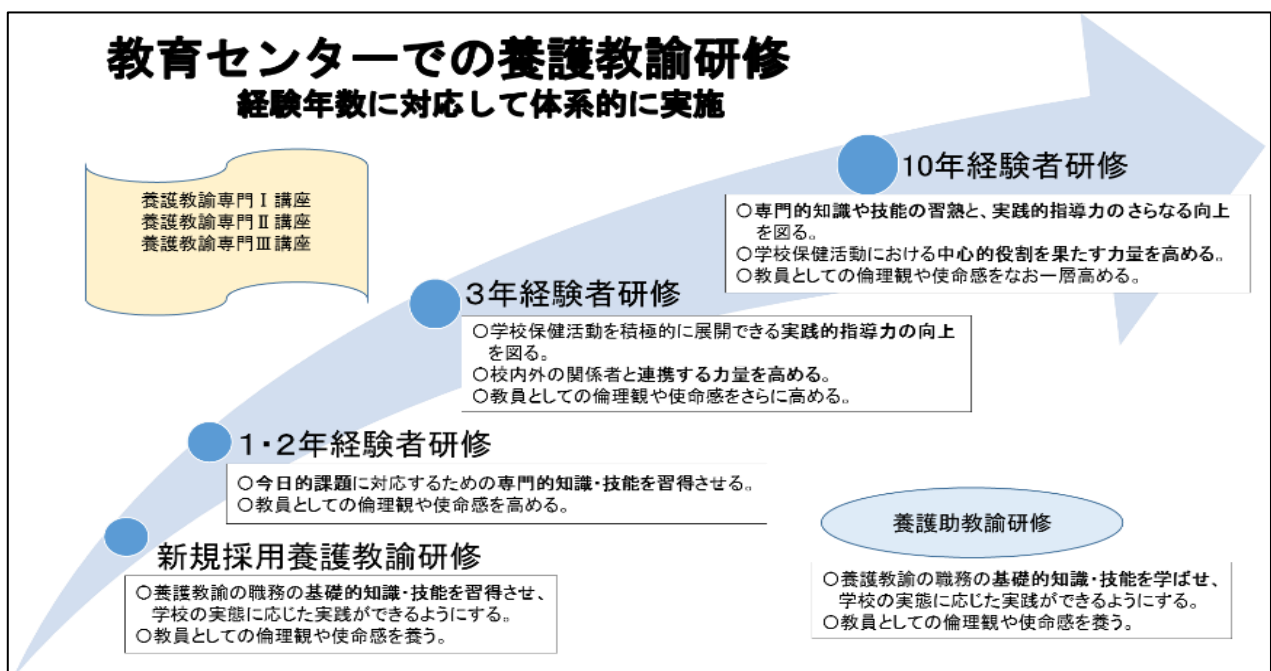 教育センターでの養護教諭研修
経験年数に対応して体系的に実施
養護教諭専門Ⅰ講座
養護教諭専門Ⅱ講座
養護教諭専門Ⅲ講座
10年経験者研修
○専門的知識や技能の習熟と、実践的指導力のさらなる向上
を図る。
○学校保健活動における中心的役割を果たす力量を高める。
○教員としての倫理観や使命感をなお一層高める。
3年経験者研修
○学校保健活動を積極的に展開できる実践的指導力の向上
を図る。
○校内外の関係者と連携する力量を高める。
○教員としての倫理観や使命感をさらに高める。
1・2年経験者研修
○今日的課題に対応するための専門的知識・技能を習得させる。
○教員としての倫理観や使命感を高める。
新規採用養護教諭研修
○養護教諭の職務の基礎的知識・技能を習得させ、
学校の実態に応じた実践ができるようにする。
○教員としての倫理観や使命感を養う。
養護助教諭研修
○養護教諭の職務の基礎的知識・技能を学ばせ、
学校の実態に応じた実践ができるようにする。
○教員としての倫理観や使命感を養う。